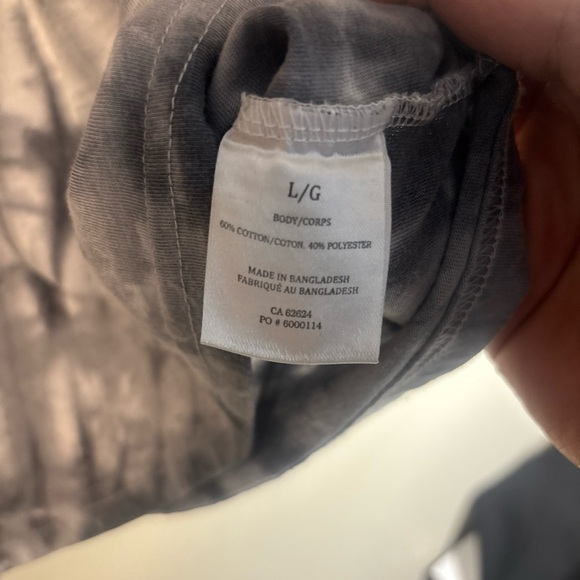 L/G
BODY/CORPS
60% COTTON/COTON, 40% POLYESTER
MADE IN BANGLADESH
FABRIQUÉ AU BANGLADESH
CA 62624
PO # 6000114